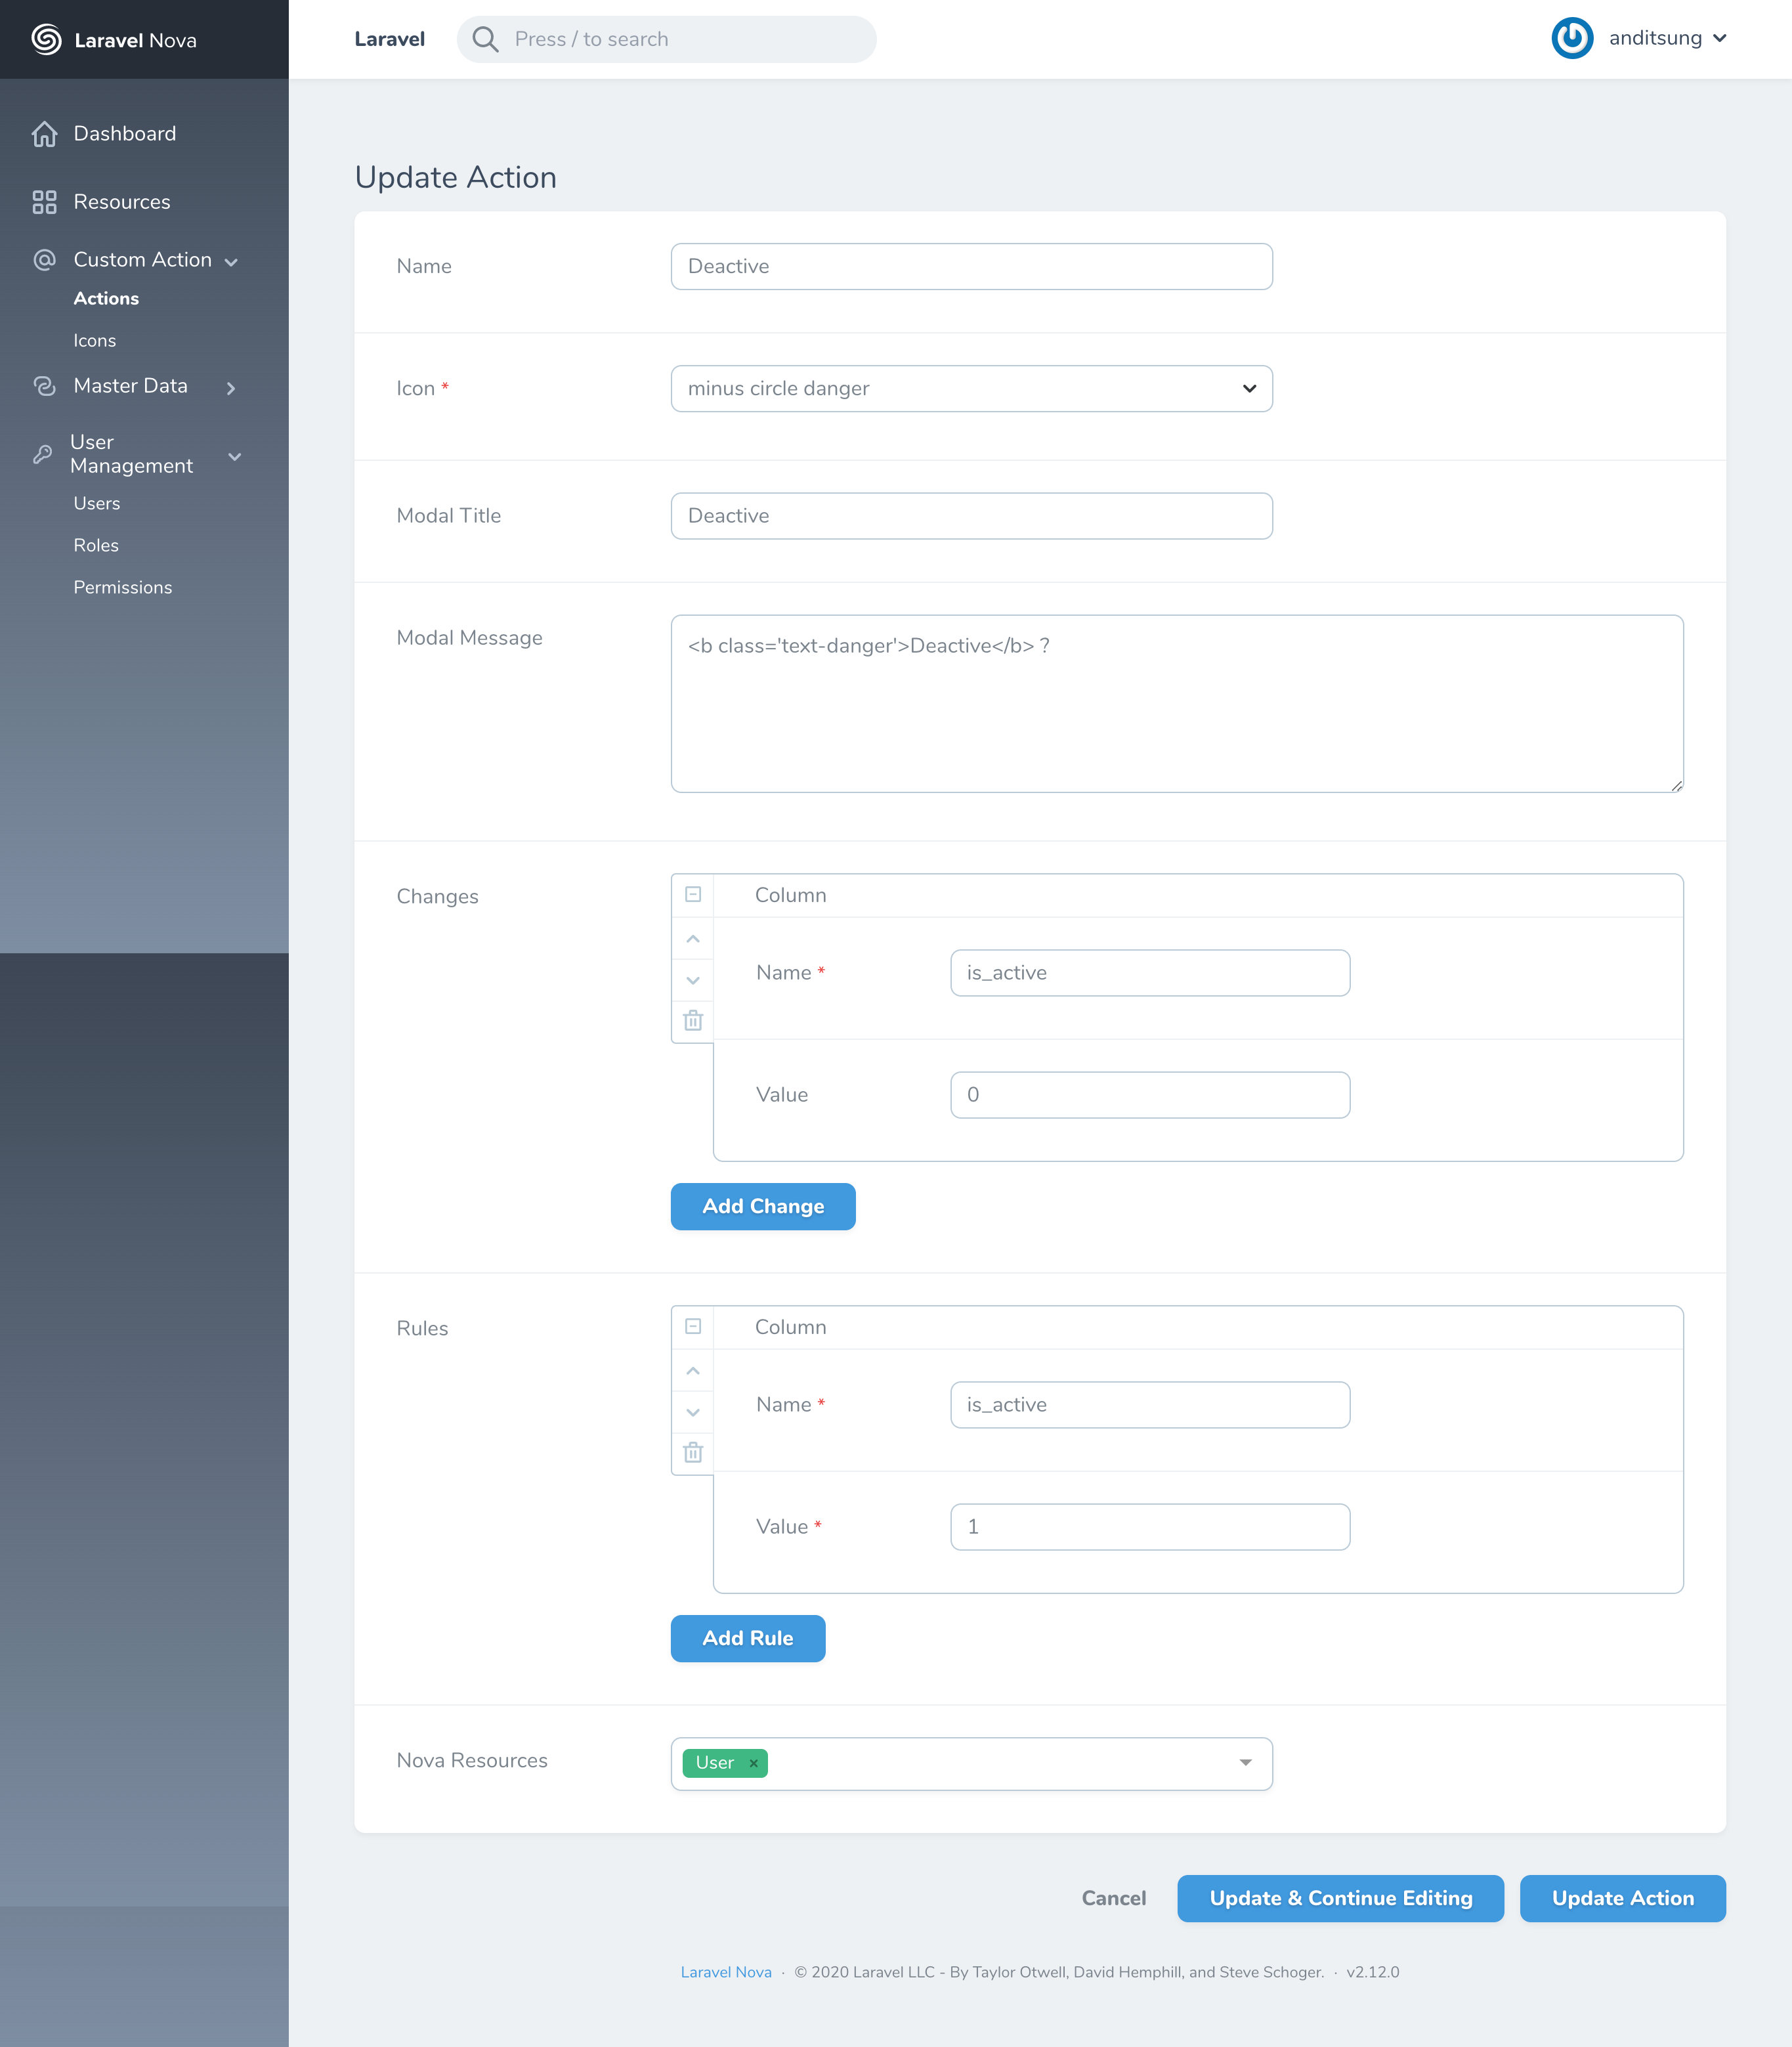 Laravel Nova
Laravel
Press / to search
anditsung
Dashboard
Resources
Custom Action
Actions
Icons
Master Data
User
Management
Users
Roles
Permissions
Update Action
Name
Deactive
Icon *
minus circle danger
Modal Title
Deactive
Modal Message
<b class='text-danger'>Deactive</b> ?
Changes
Column
Name *
is_active
Value
0
Add Change
Rules
Column
Name *
is_active
Value *
1
Add Rule
Nova Resources
User ×
Cancel
Update & Continue Editing
Update Action
Laravel Nova · © 2020 Laravel LLC - By Taylor Otwell, David Hemphill, and Steve Schoger. · v2.12.0